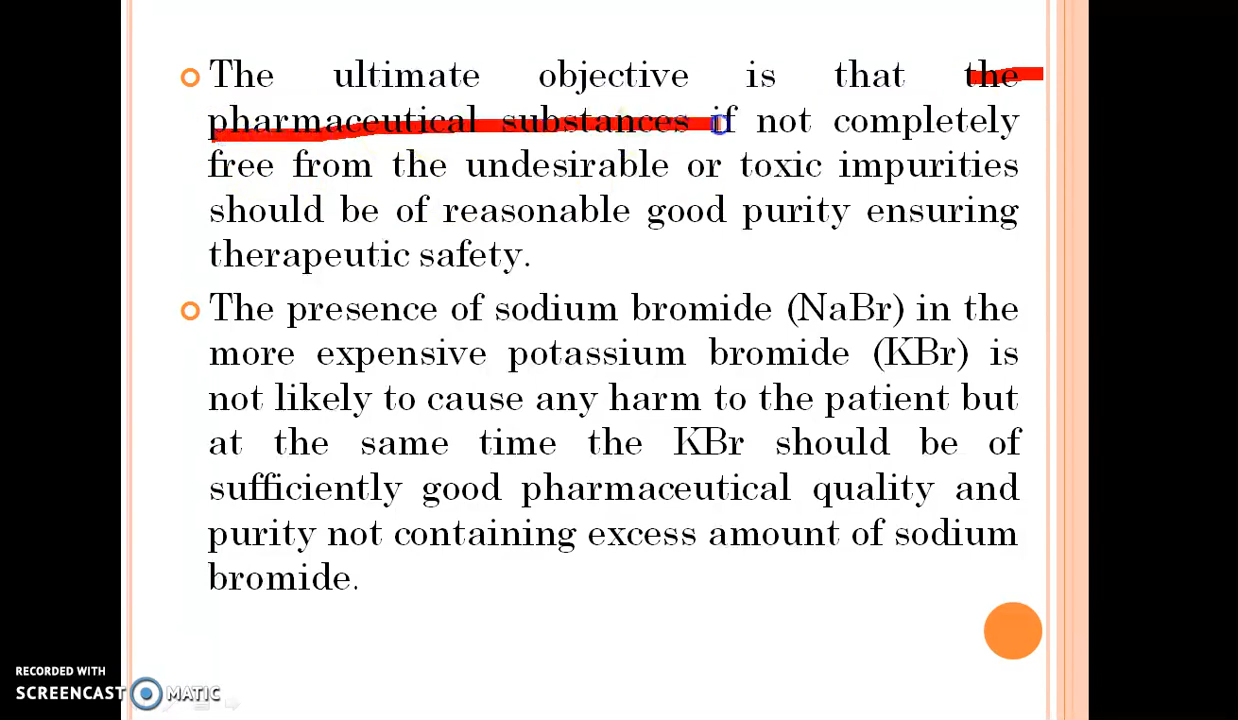 The ultimate objective is that the
pharmaceutical substances if not completely
free from the undesirable or toxic impurities
should be of reasonable good purity ensuring
therapeutic safety.
The presence of sodium bromide (NaBr) in the
more expensive potassium bromide (KBr) is
not likely to cause any harm to the patient but
at the same time the KBr should be of
sufficiently good pharmaceutical quality and
purity not containing excess amount of sodium
bromide.
RECORDED WITH
SCREENCAST MATIC